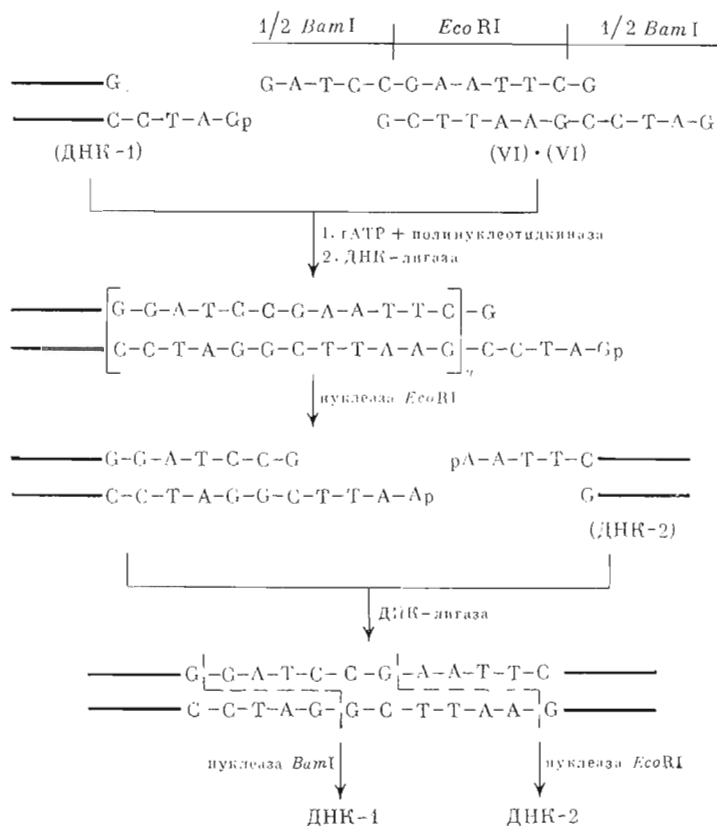 1/2 BamI EcoRI 1/2 BamI
G G-A-T-C-C-G-A-A-T-T-C-G
C-C-T-A-Gp G-C-T-T-A-A-G-C-C-T-A-G
(ДНК-1) (VI)·(VI)
1. rATP + полинуклеотидкиназа
2. ДНК-лигаза
G-G-A-T-C-C-G-A-A-T-T-C-G
C-C-T-A-G-G-C-T-T-A-A-G-C-C-T-A-Gp
n
нуклеаза EcoRI
G-G-A-T-C-C-G pA-A-T-T-C
C-C-T-A-G-G-C-T-T-A-Ap G
(ДНК-2)
ДНК-лигаза
G-G-A-T-C-C-G-A-A-T-T-C
C-C-T-A-G-G-C-T-T-A-A-G
нуклеаза BamI нуклеаза EcoRI
ДНК-1 ДНК-2